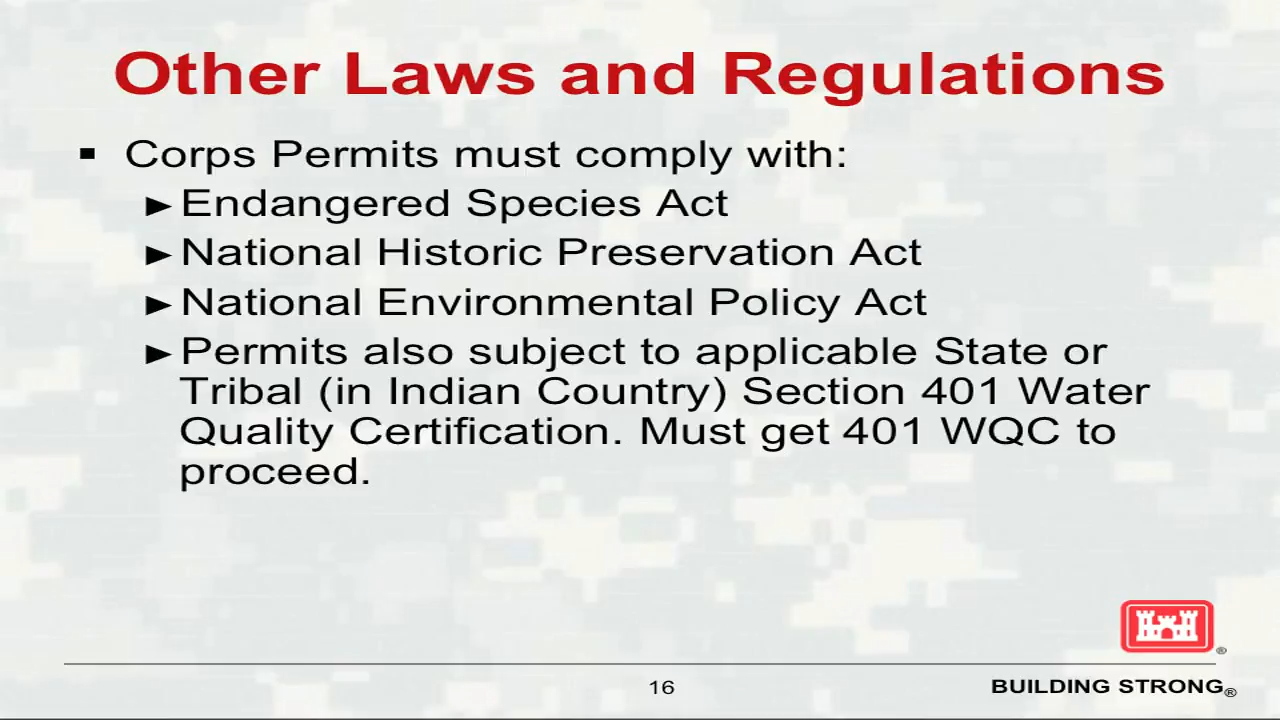 Other Laws and Regulations
▪ Corps Permits must comply with:
►Endangered Species Act
►National Historic Preservation Act
►National Environmental Policy Act
►Permits also subject to applicable State or
Tribal (in Indian Country) Section 401 Water
Quality Certification. Must get 401 WQC to
proceed.
®
16
BUILDING STRONG®